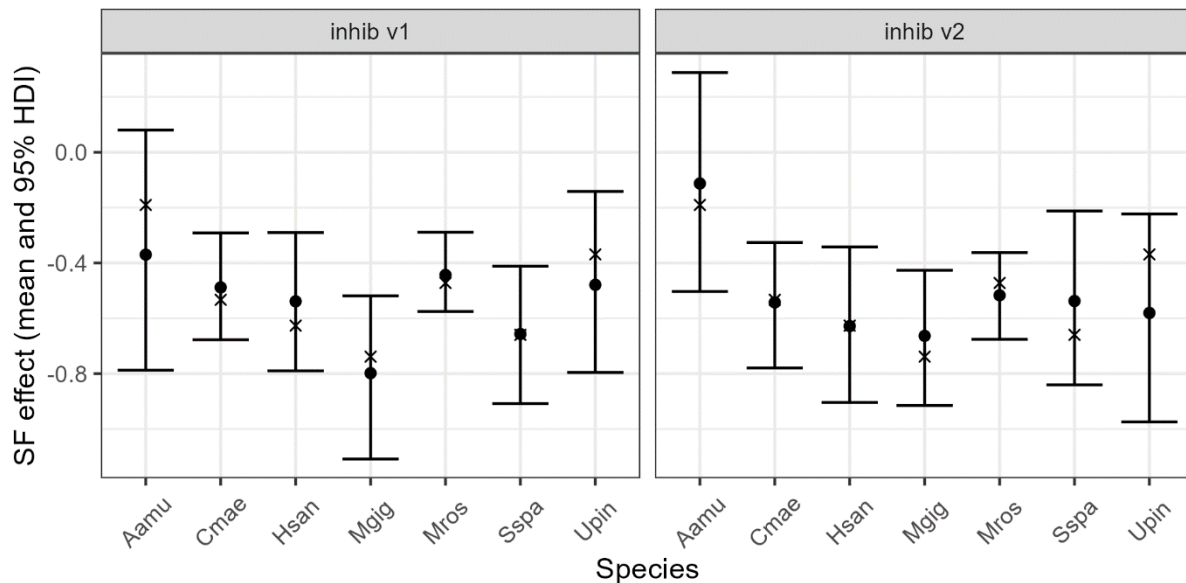 inhib v1
inhib v2
SF effect (mean and 95% HDI)
0.0
-0.4
-0.8
Aamu Cmae Hsan Mgig Mros Sspa Upin
Aamu Cmae Hsan Mgig Mros Sspa Upin
Species